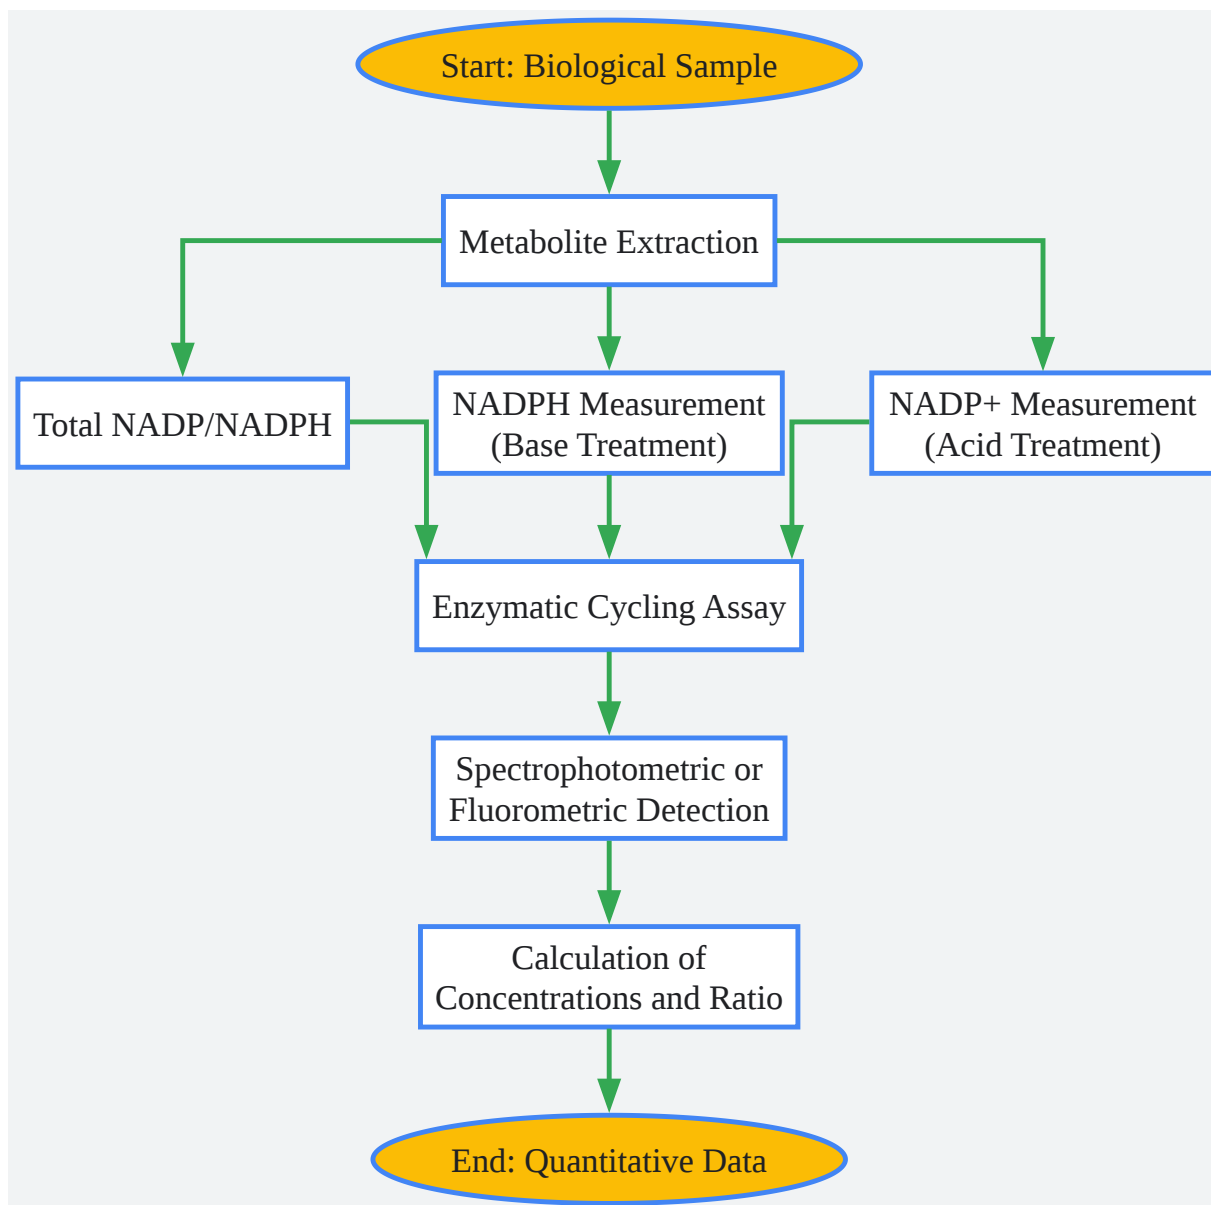 Start: Biological Sample
Metabolite Extraction
Total NADP/NADPH
NADPH Measurement
(Base Treatment)
NADP+ Measurement
(Acid Treatment)
Enzymatic Cycling Assay
Spectrophotometric or
Fluorometric Detection
Calculation of
Concentrations and Ratio
End: Quantitative Data